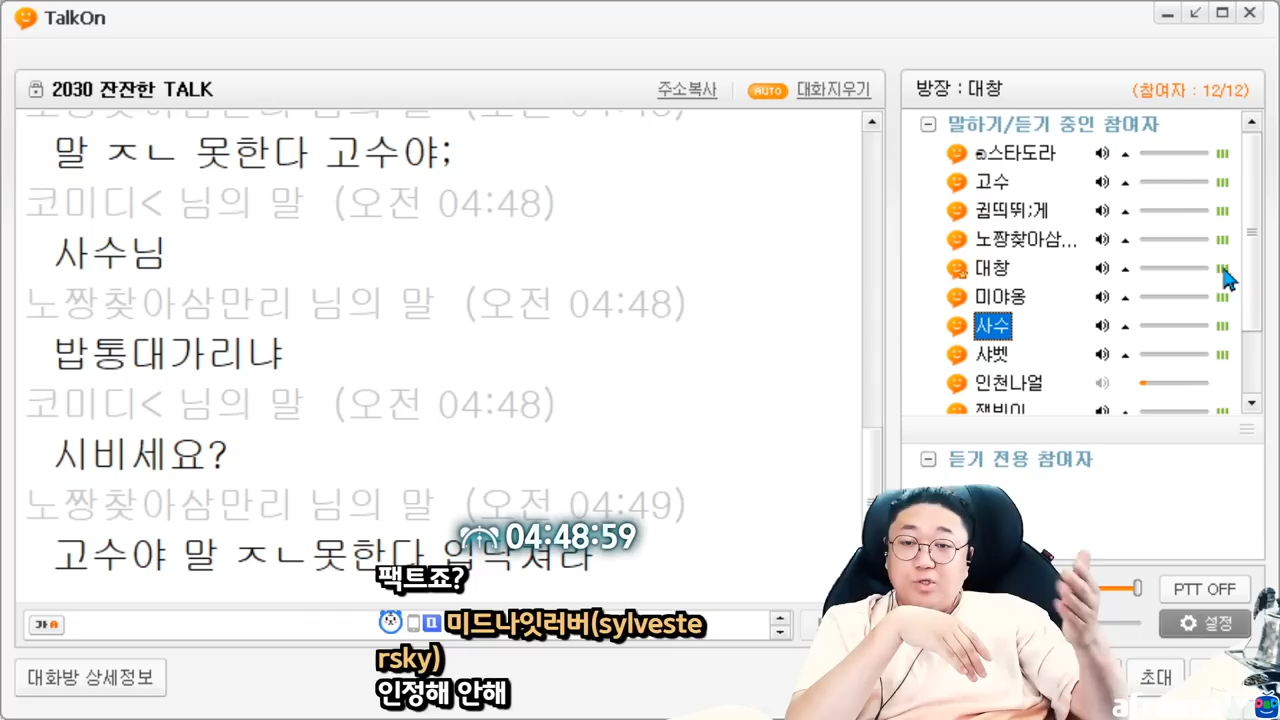 TalkOn
2030 잔잔한 TALK
주소복사
AUTO
대화지우기
말 ㅈㄴ 못한다 고수야;
코미디< 님의 말 (오전 04:48)
사수님
노짱찾아삼만리 님의 말 (오전 04:48)
밥통대가리냐
코미디< 님의 말 (오전 04:48)
시비세요?
노짱찾아삼만리 님의 말 (오전 04:49)
고수야 말 ㅈㄴ못한다 입닥쳐라
04:48:59
팩트죠?
미드나잇러버(sylveste
rsky)
인정해 안해
가
대화방 상세정보
방장 : 대창
(참여자 : 12/12)
말하기/듣기 중인 참여자
스타도라
고수
귐띡뛰;게
노짱찾아삼...
대창
미야옹
사수
샤벳
인천나얼
듣기 전용 참여자
PTT OFF
설정
초대